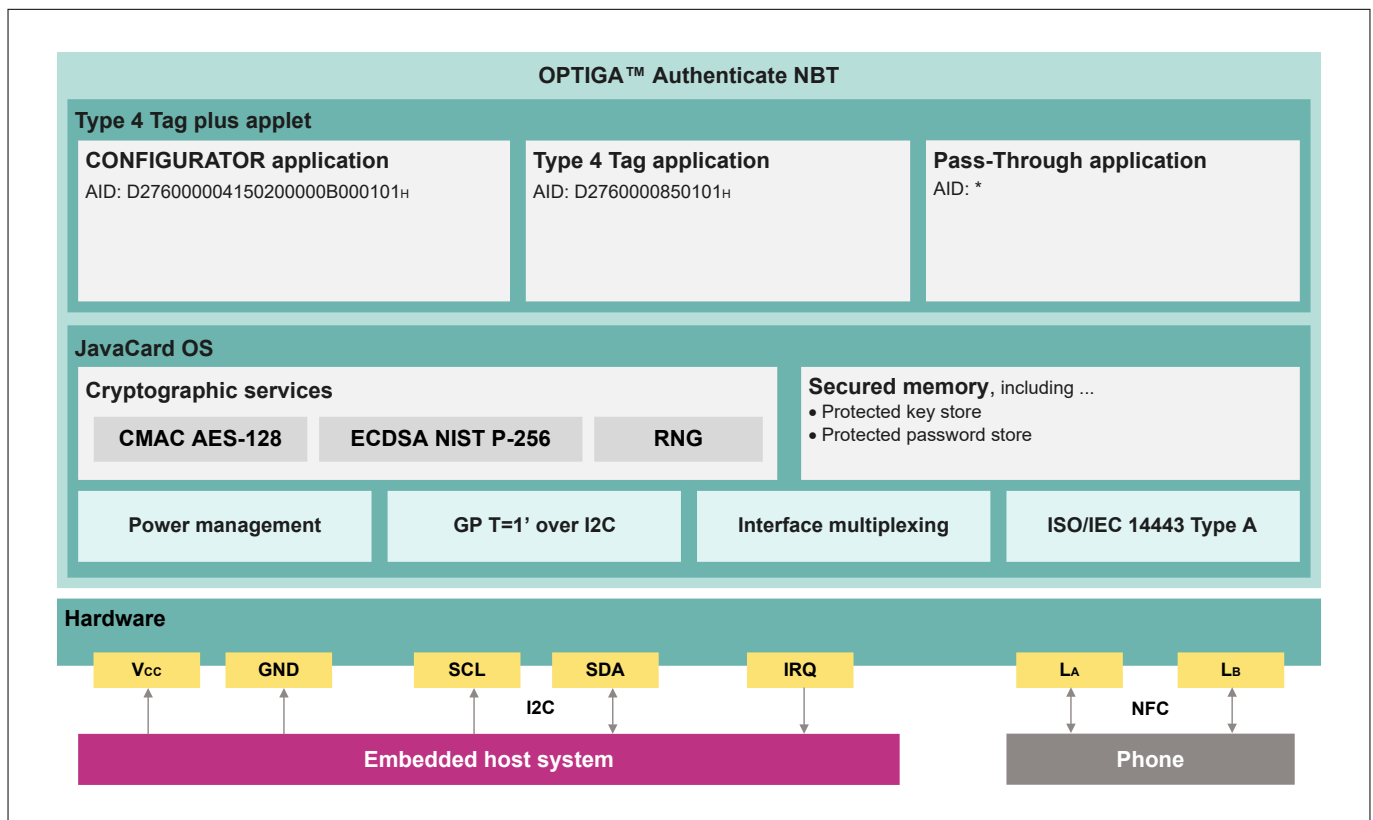 OPTIGA™ Authenticate NBT
Type 4 Tag plus applet
CONFIGURATOR application
AID: D276000004150200000B000101H
Type 4 Tag application
AID: D2760000850101H
Pass-Through application
AID: *
JavaCard OS
Cryptographic services
CMAC AES-128
ECDSA NIST P-256
RNG
Secured memory, including ...
• Protected key store
• Protected password store
Power management
GP T=1’ over I2C
Interface multiplexing
ISO/IEC 14443 Type A
Hardware
VCC
GND
SCL
SDA
IRQ
LA
LB
I2C
NFC
Embedded host system
Phone